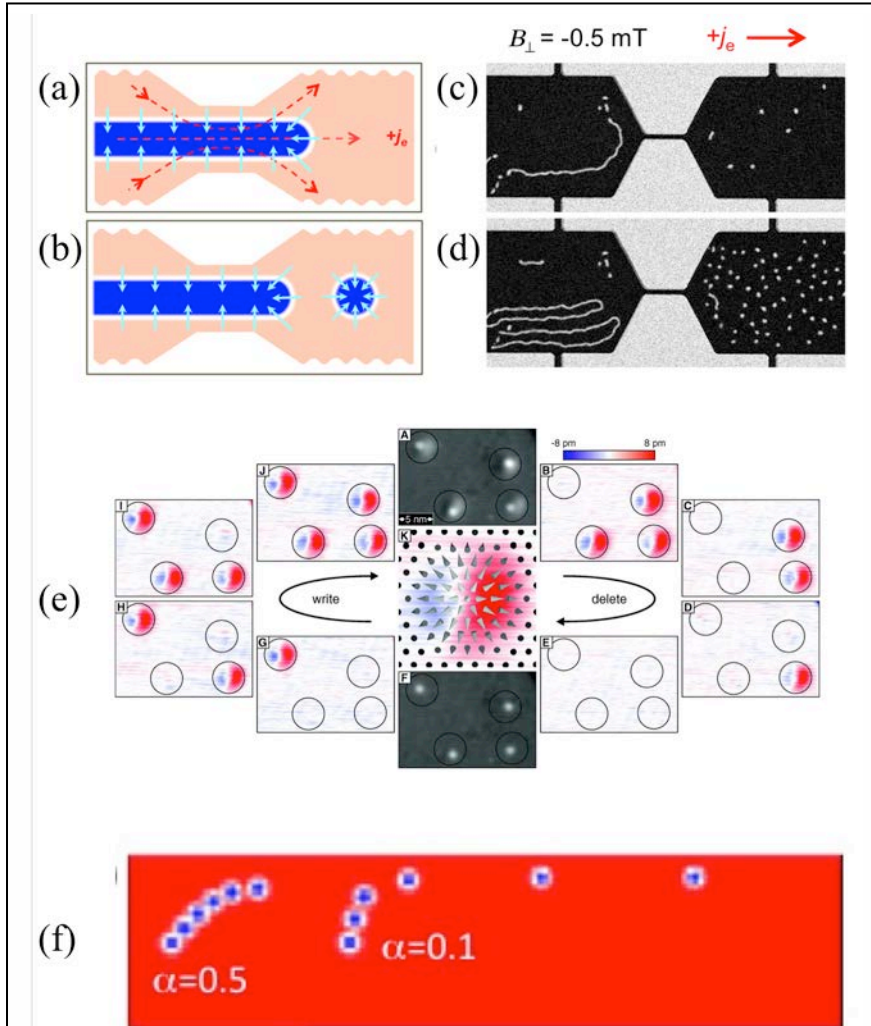 B⊥ = -0.5 mT +jₑ
(a)
+jₑ
(c)
(b)
(d)
A
-8 pm 8 pm
J
B
I
5 nm
C
K
(e)
write
delete
H
D
G
E
F
(f)
α=0.5
α=0.1